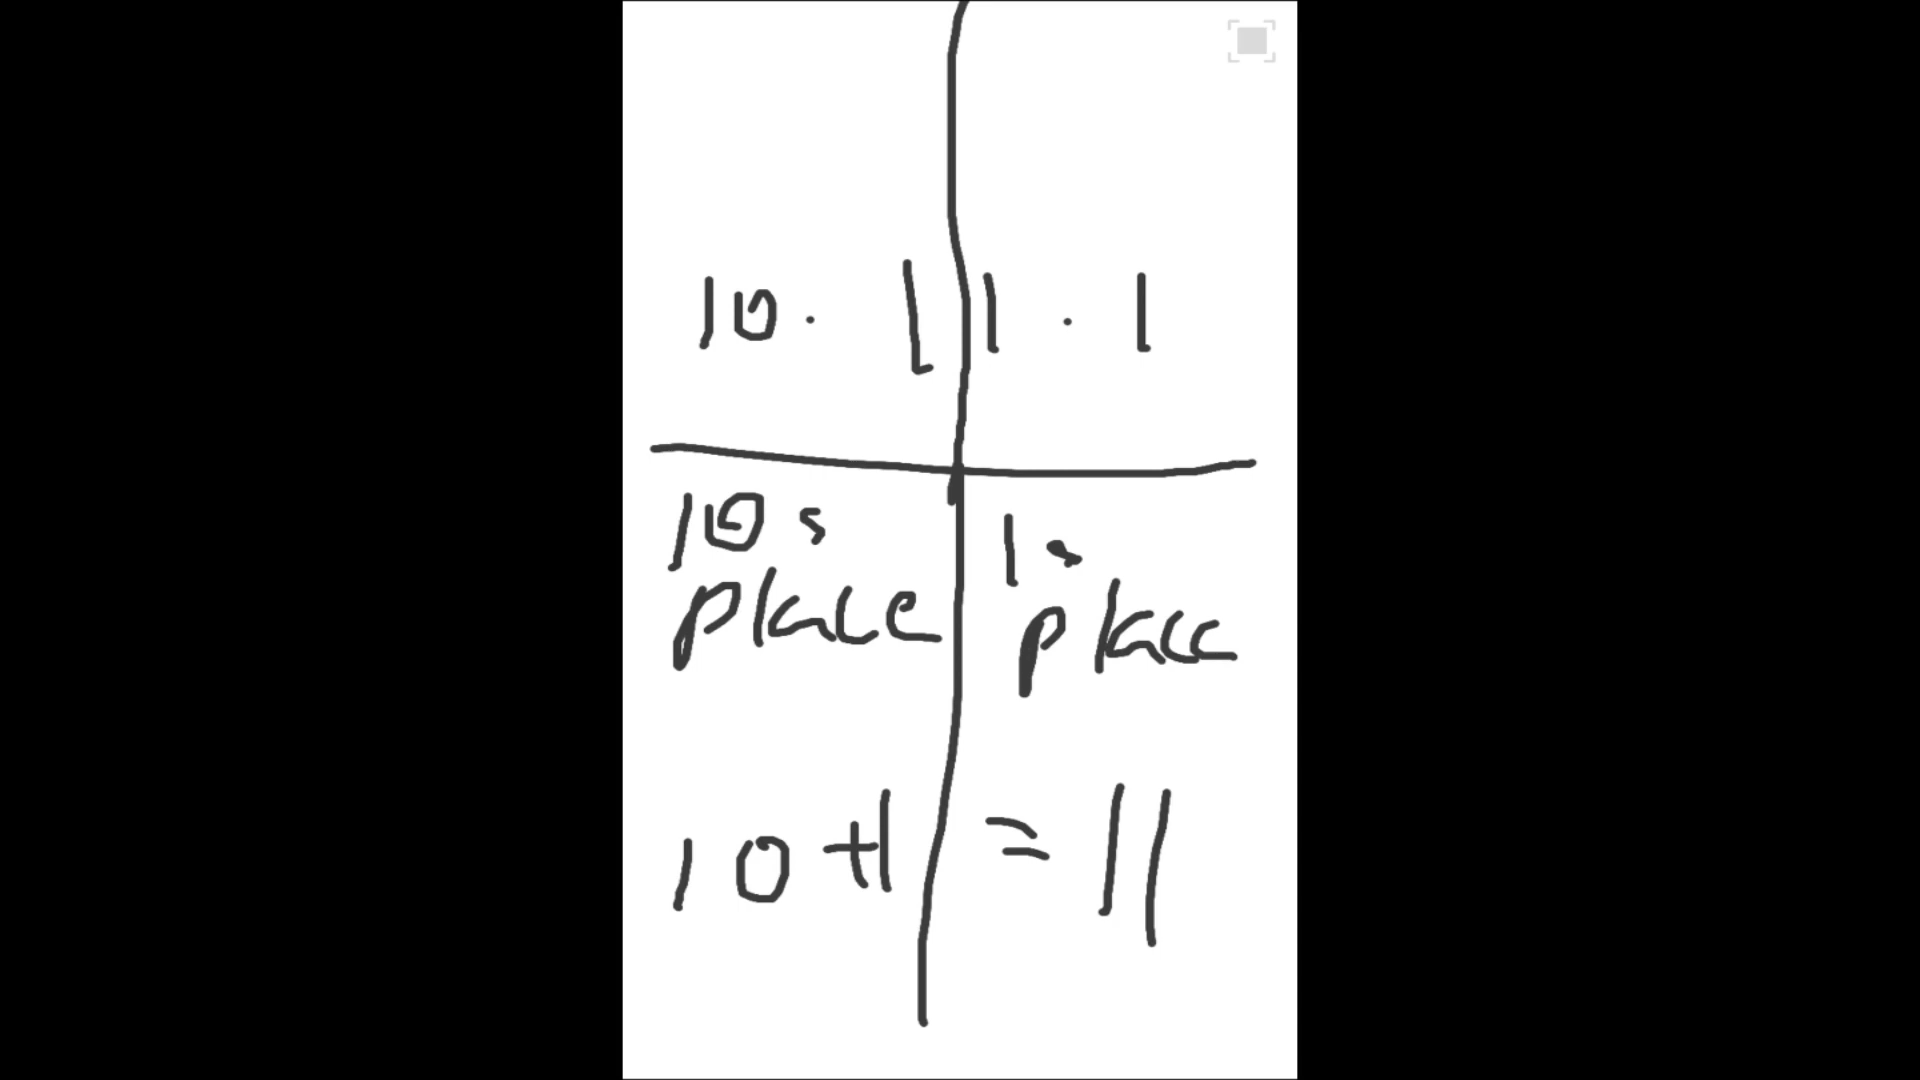 10 . 1 1 . 1
10s 1s
place place
10 + 1 = 11